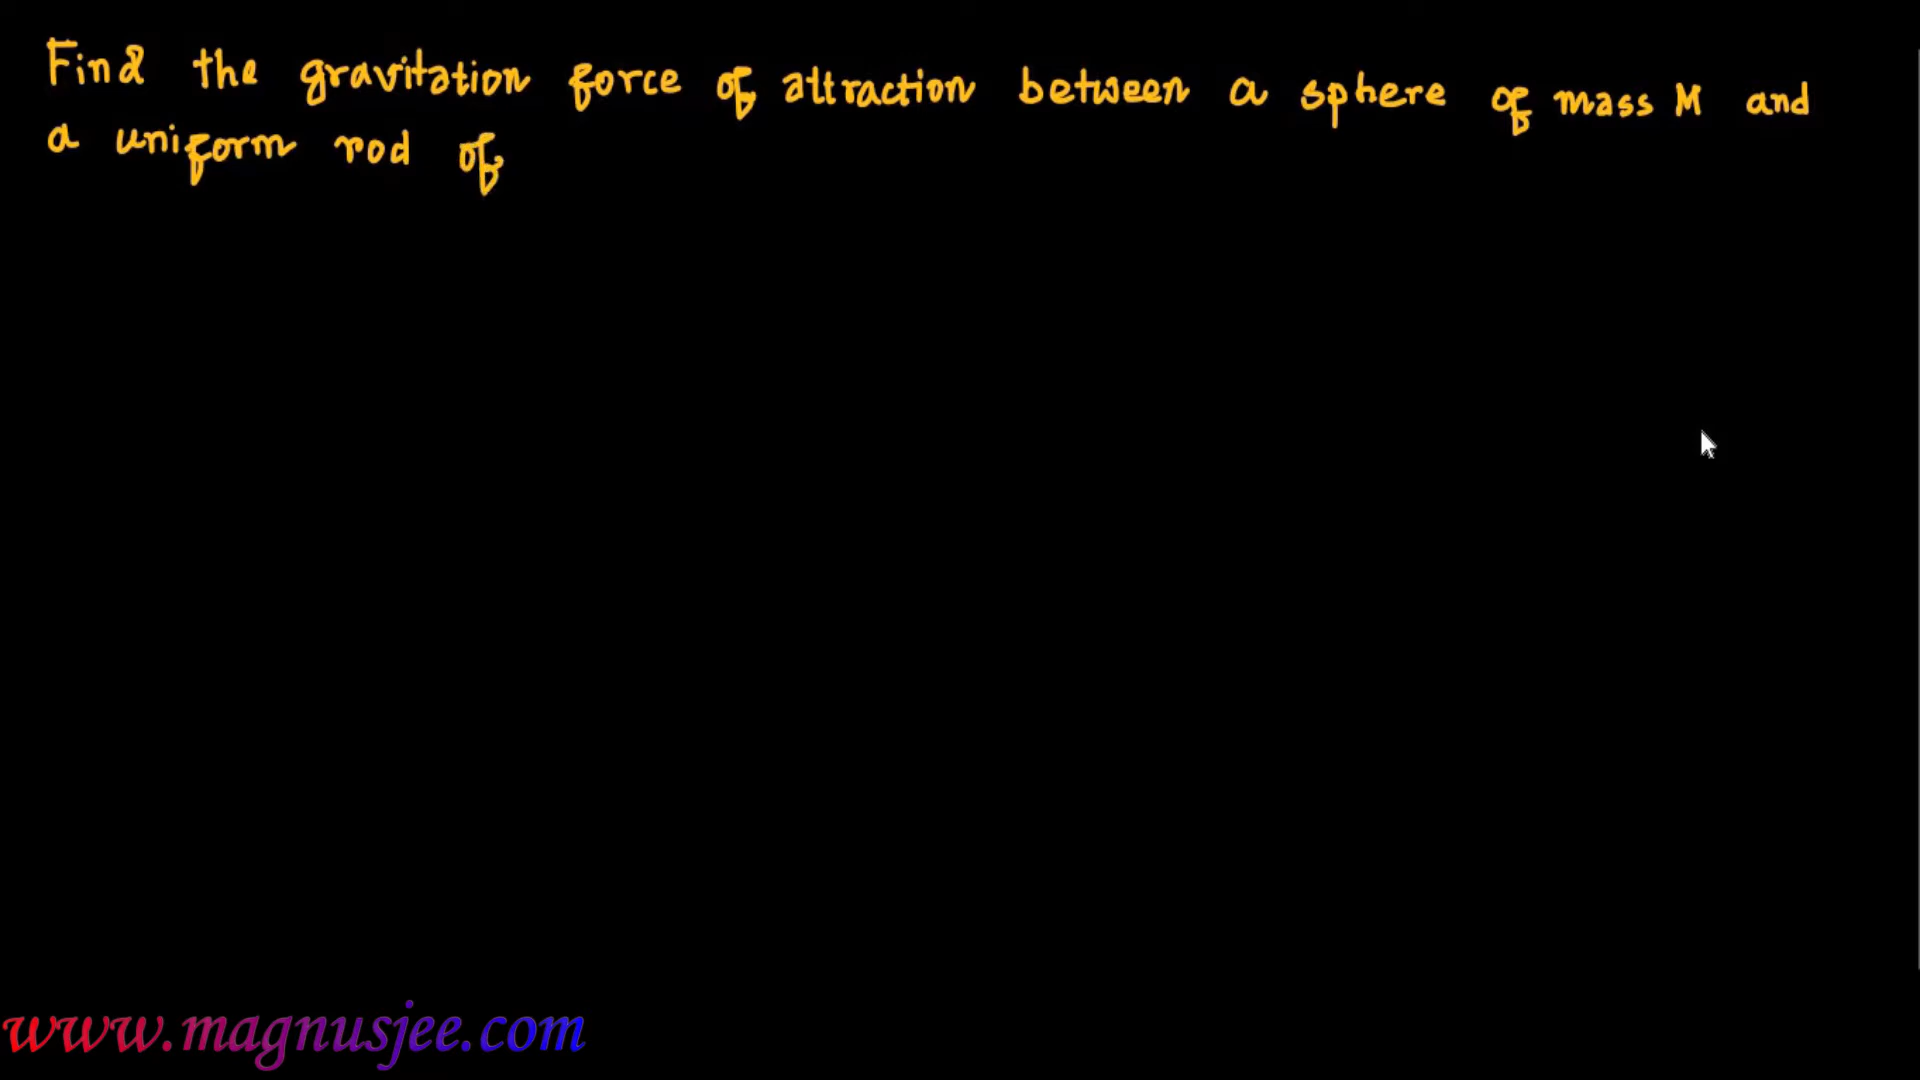 Find the gravitation force of attraction between a sphere of mass M and
a uniform rod of
www.magnusjee.com